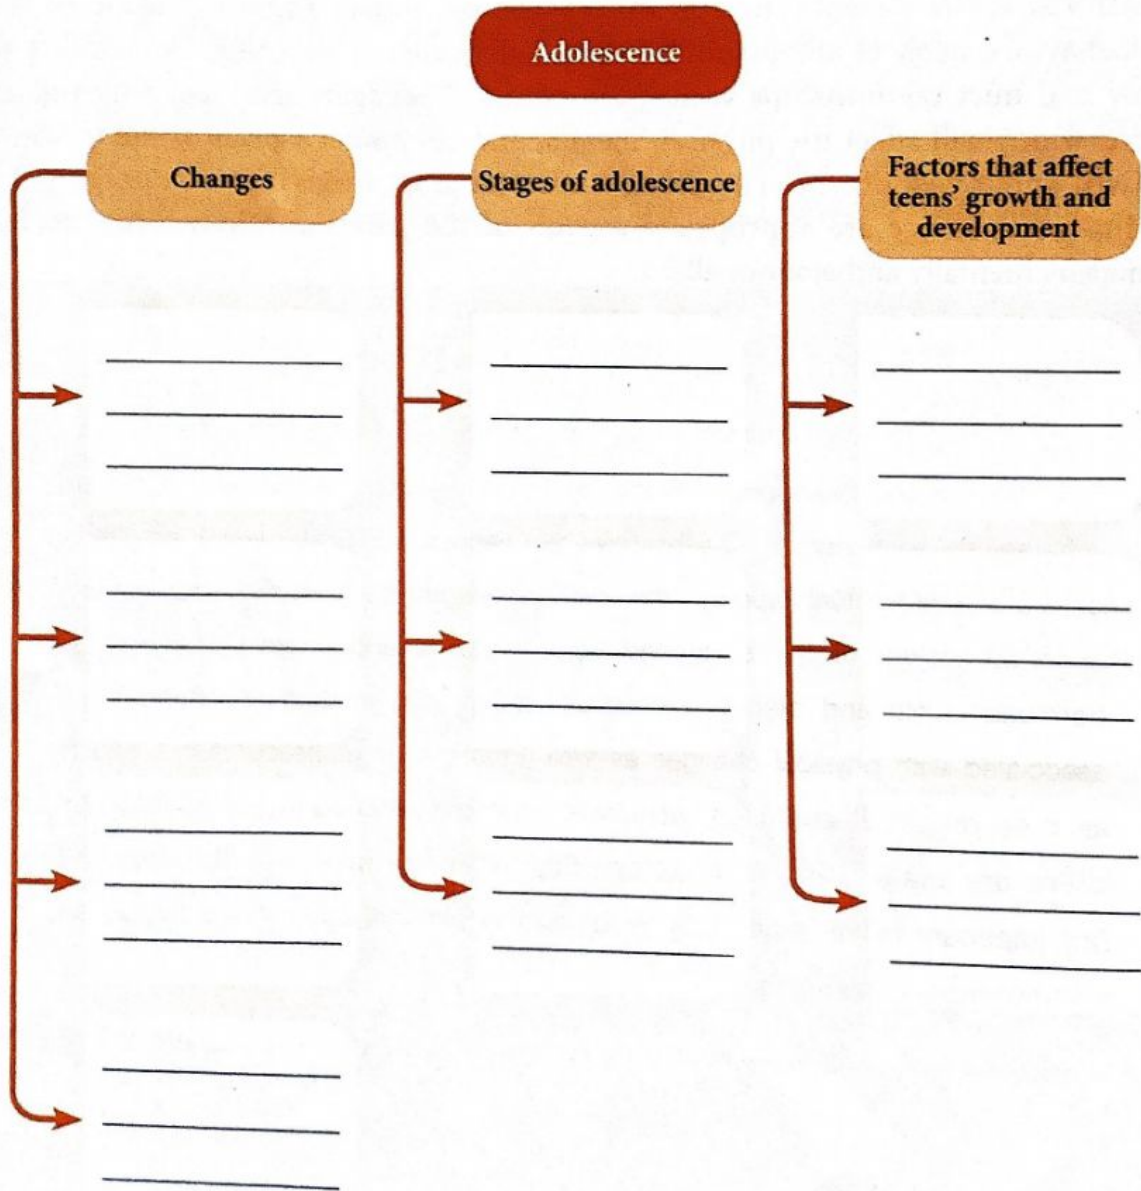 Adolescence
Changes
Stages of adolescence
Factors that affect
teens' growth and
development